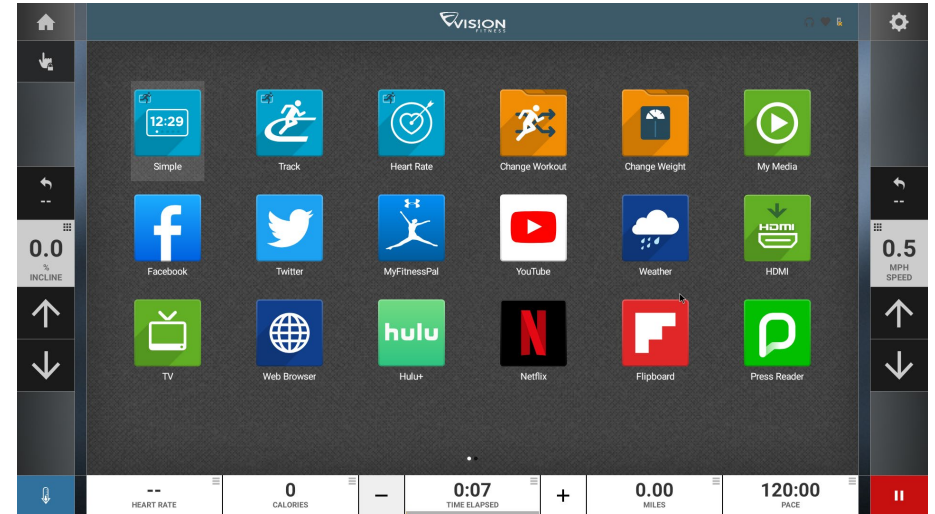 VISION
FITNESS
12:29
Simple
Track
Heart Rate
Change Workout
Change Weight
My Media
--
--
0.0
%
INCLINE
0.5
MPH
SPEED
f
Facebook
Twitter
MyFitnessPal
YouTube
Weather
HDMI
HDMI
TV
Web Browser
hulu
Hulu+
N
Netflix
F
Flipboard
Press Reader
--
HEART RATE
0
CALORIES
−
0:07
TIME ELAPSED
+
0.00
MILES
120:00
PACE